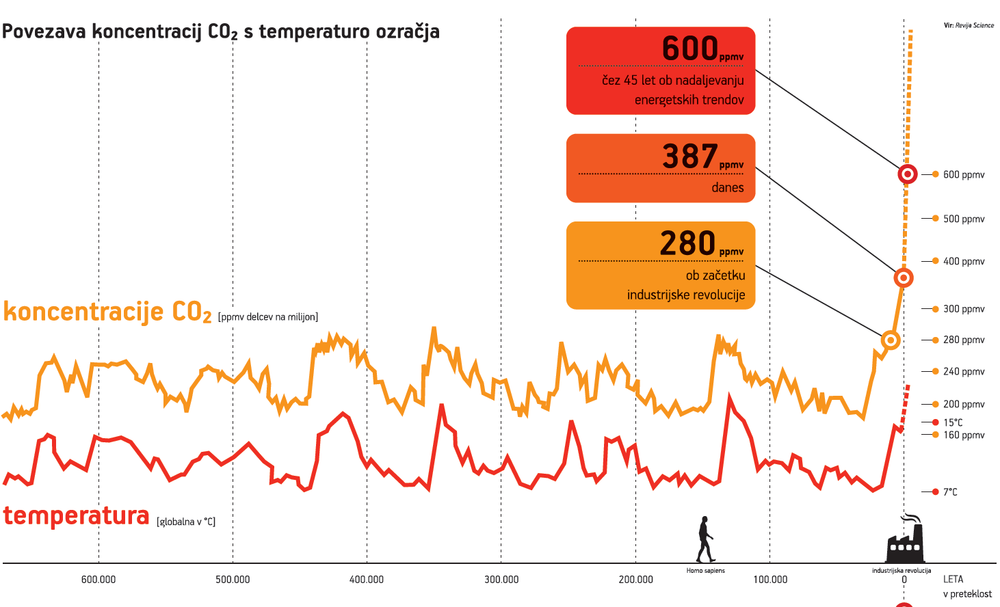 Povezava koncentracij CO₂ s temperaturo ozračja
Vir: Revija Science
600 ppmv
čez 45 let ob nadaljevanju
energetskih trendov
387 ppmv
danes
280 ppmv
ob začetku
industrijske revolucije
600 ppmv
500 ppmv
400 ppmv
300 ppmv
280 ppmv
240 ppmv
200 ppmv
15°C
160 ppmv
7°C
koncentracije CO₂ [ppmv delcev na milijon]
temperatura [globalna v °C]
Homo sapiens
industrijska revolucija
600.000 500.000 400.000 300.000 200.000 100.000 0 LETA
v preteklost